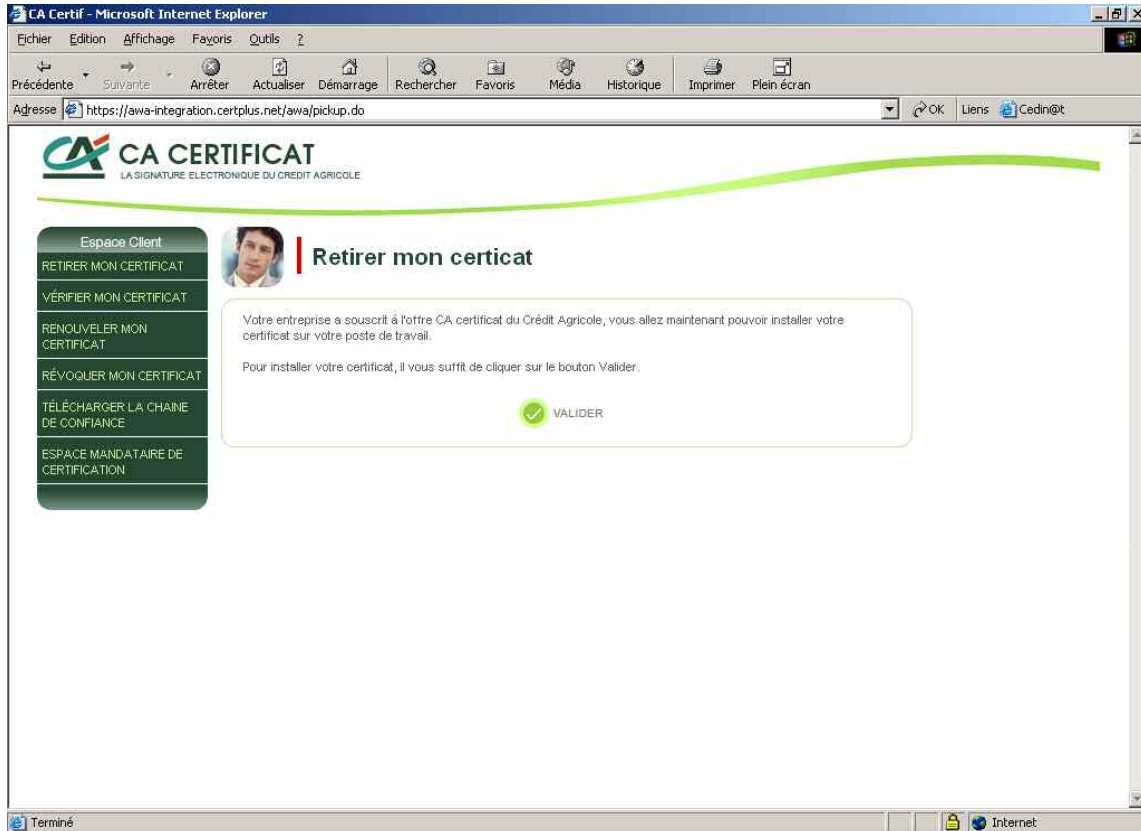 CA Certif - Microsoft Internet Explorer
Fichier Edition Affichage Favoris Outils ?
Précédente Suivante Arrêter Actualiser Démarrage Rechercher Favoris Média Historique Imprimer Plein écran
Adresse https://awa-integration.certplus.net/awa/pickup.do OK Liens Cedin@t
CA CERTIFICAT
LA SIGNATURE ELECTRONIQUE DU CREDIT AGRICOLE
Espace Client
RETIRER MON CERTIFICAT
VÉRIFIER MON CERTIFICAT
RENOUVELER MON
CERTIFICAT
RÉVOQUER MON CERTIFICAT
TÉLÉCHARGER LA CHAINE
DE CONFIANCE
ESPACE MANDATAIRE DE
CERTIFICATION
Retirer mon certicat
Votre entreprise a souscrit á l'offre CA certificat du Crédit Agricole, vous allez maintenant pouvoir installer votre
certificat sur votre poste de travail.
Pour installer votre certificat, il vous suffit de cliquer sur le bouton Valider.
VALIDER
Terminé Internet